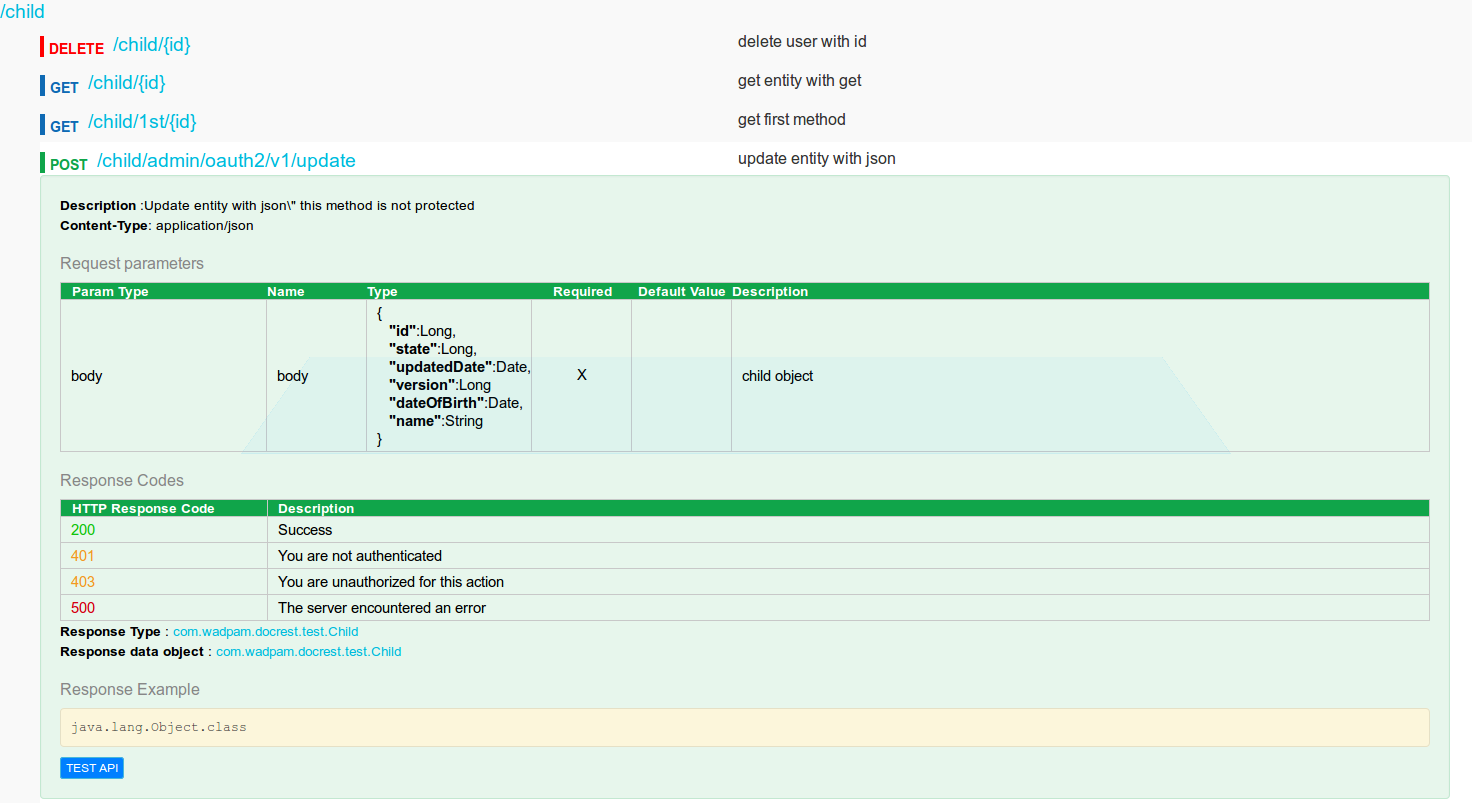 /child
DELETE /child/{id} delete user with id
GET /child/{id} get entity with get
GET /child/1st/{id} get first method
POST /child/admin/oauth2/v1/update update entity with json
Description :Update entity with json\" this method is not protected
Content-Type: application/json
Request parameters
Param Type Name Type Required Default Value Description
{
"id":Long,
"state":Long,
"updatedDate":Date,
body body "version":Long X child object
"dateOfBirth":Date,
"name":String
}
Response Codes
HTTP Response Code Description
200 Success
401 You are not authenticated
403 You are unauthorized for this action
500 The server encountered an error
Response Type : com.wadpam.docrest.test.Child
Response data object : com.wadpam.docrest.test.Child
Response Example
java.lang.Object.class
TEST API